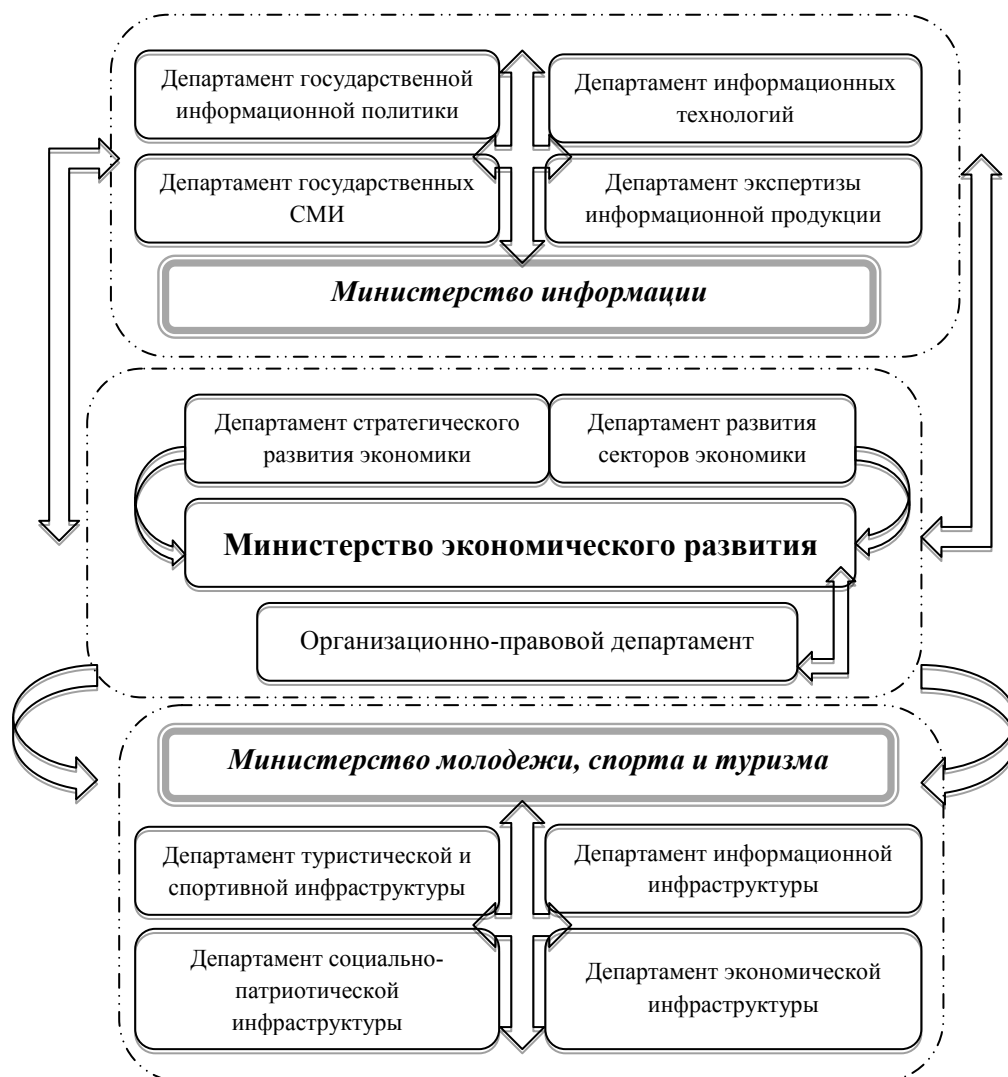 Департамент государственной
информационной политики
Департамент информационных
технологий
Департамент государственных
СМИ
Департамент экспертизы
информационной продукции
Министерство информации
Департамент стратегического
развития экономики
Департамент развития
секторов экономики
Министерство экономического развития
Организационно-правовой департамент
Министерство молодежи, спорта и туризма
Департамент туристической и
спортивной инфраструктуры
Департамент информационной
инфраструктуры
Департамент социально-
патриотической
инфраструктуры
Департамент экономической
инфраструктуры